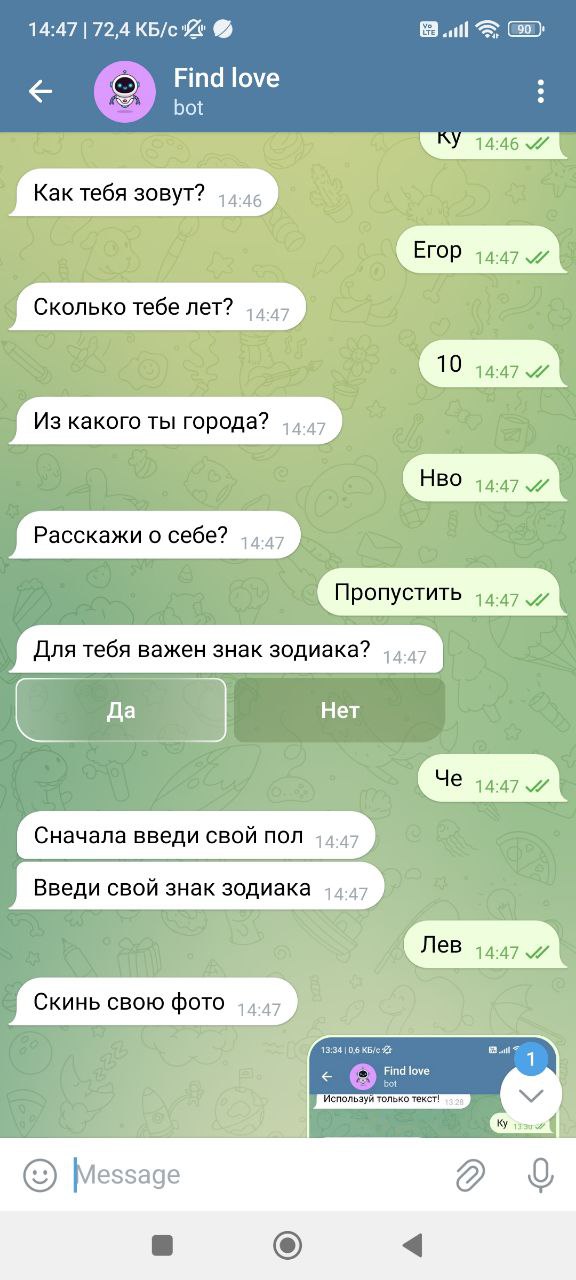 14:47 | 72,4 КБ/с
Vo LTE
90
Find love
bot
Ку 14:46
Как тебя зовут? 14:46
Егор 14:47
Сколько тебе лет? 14:47
10 14:47
Из какого ты города? 14:47
Нво 14:47
Расскажи о себе? 14:47
Пропустить 14:47
Для тебя важен знак зодиака? 14:47
Да
Нет
Че 14:47
Сначала введи свой пол 14:47
Введи свой знак зодиака 14:47
Лев 14:47
Скинь свою фото 14:47
13:34 | 0,6 КБ/с
Find love
bot
Используй только текст! 13:28
Ку 13:30
1
Message